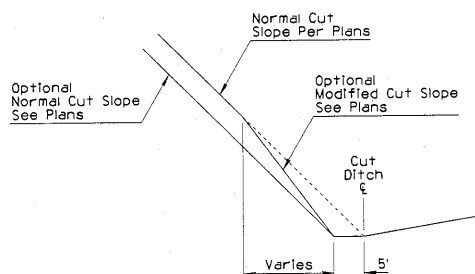 Normal Cut
Slope Per Plans
Optional
Normal Cut Slope
See Plans
Optional
Modified Cut Slope
See Plans
Cut
Ditch
℄
Varies
5'